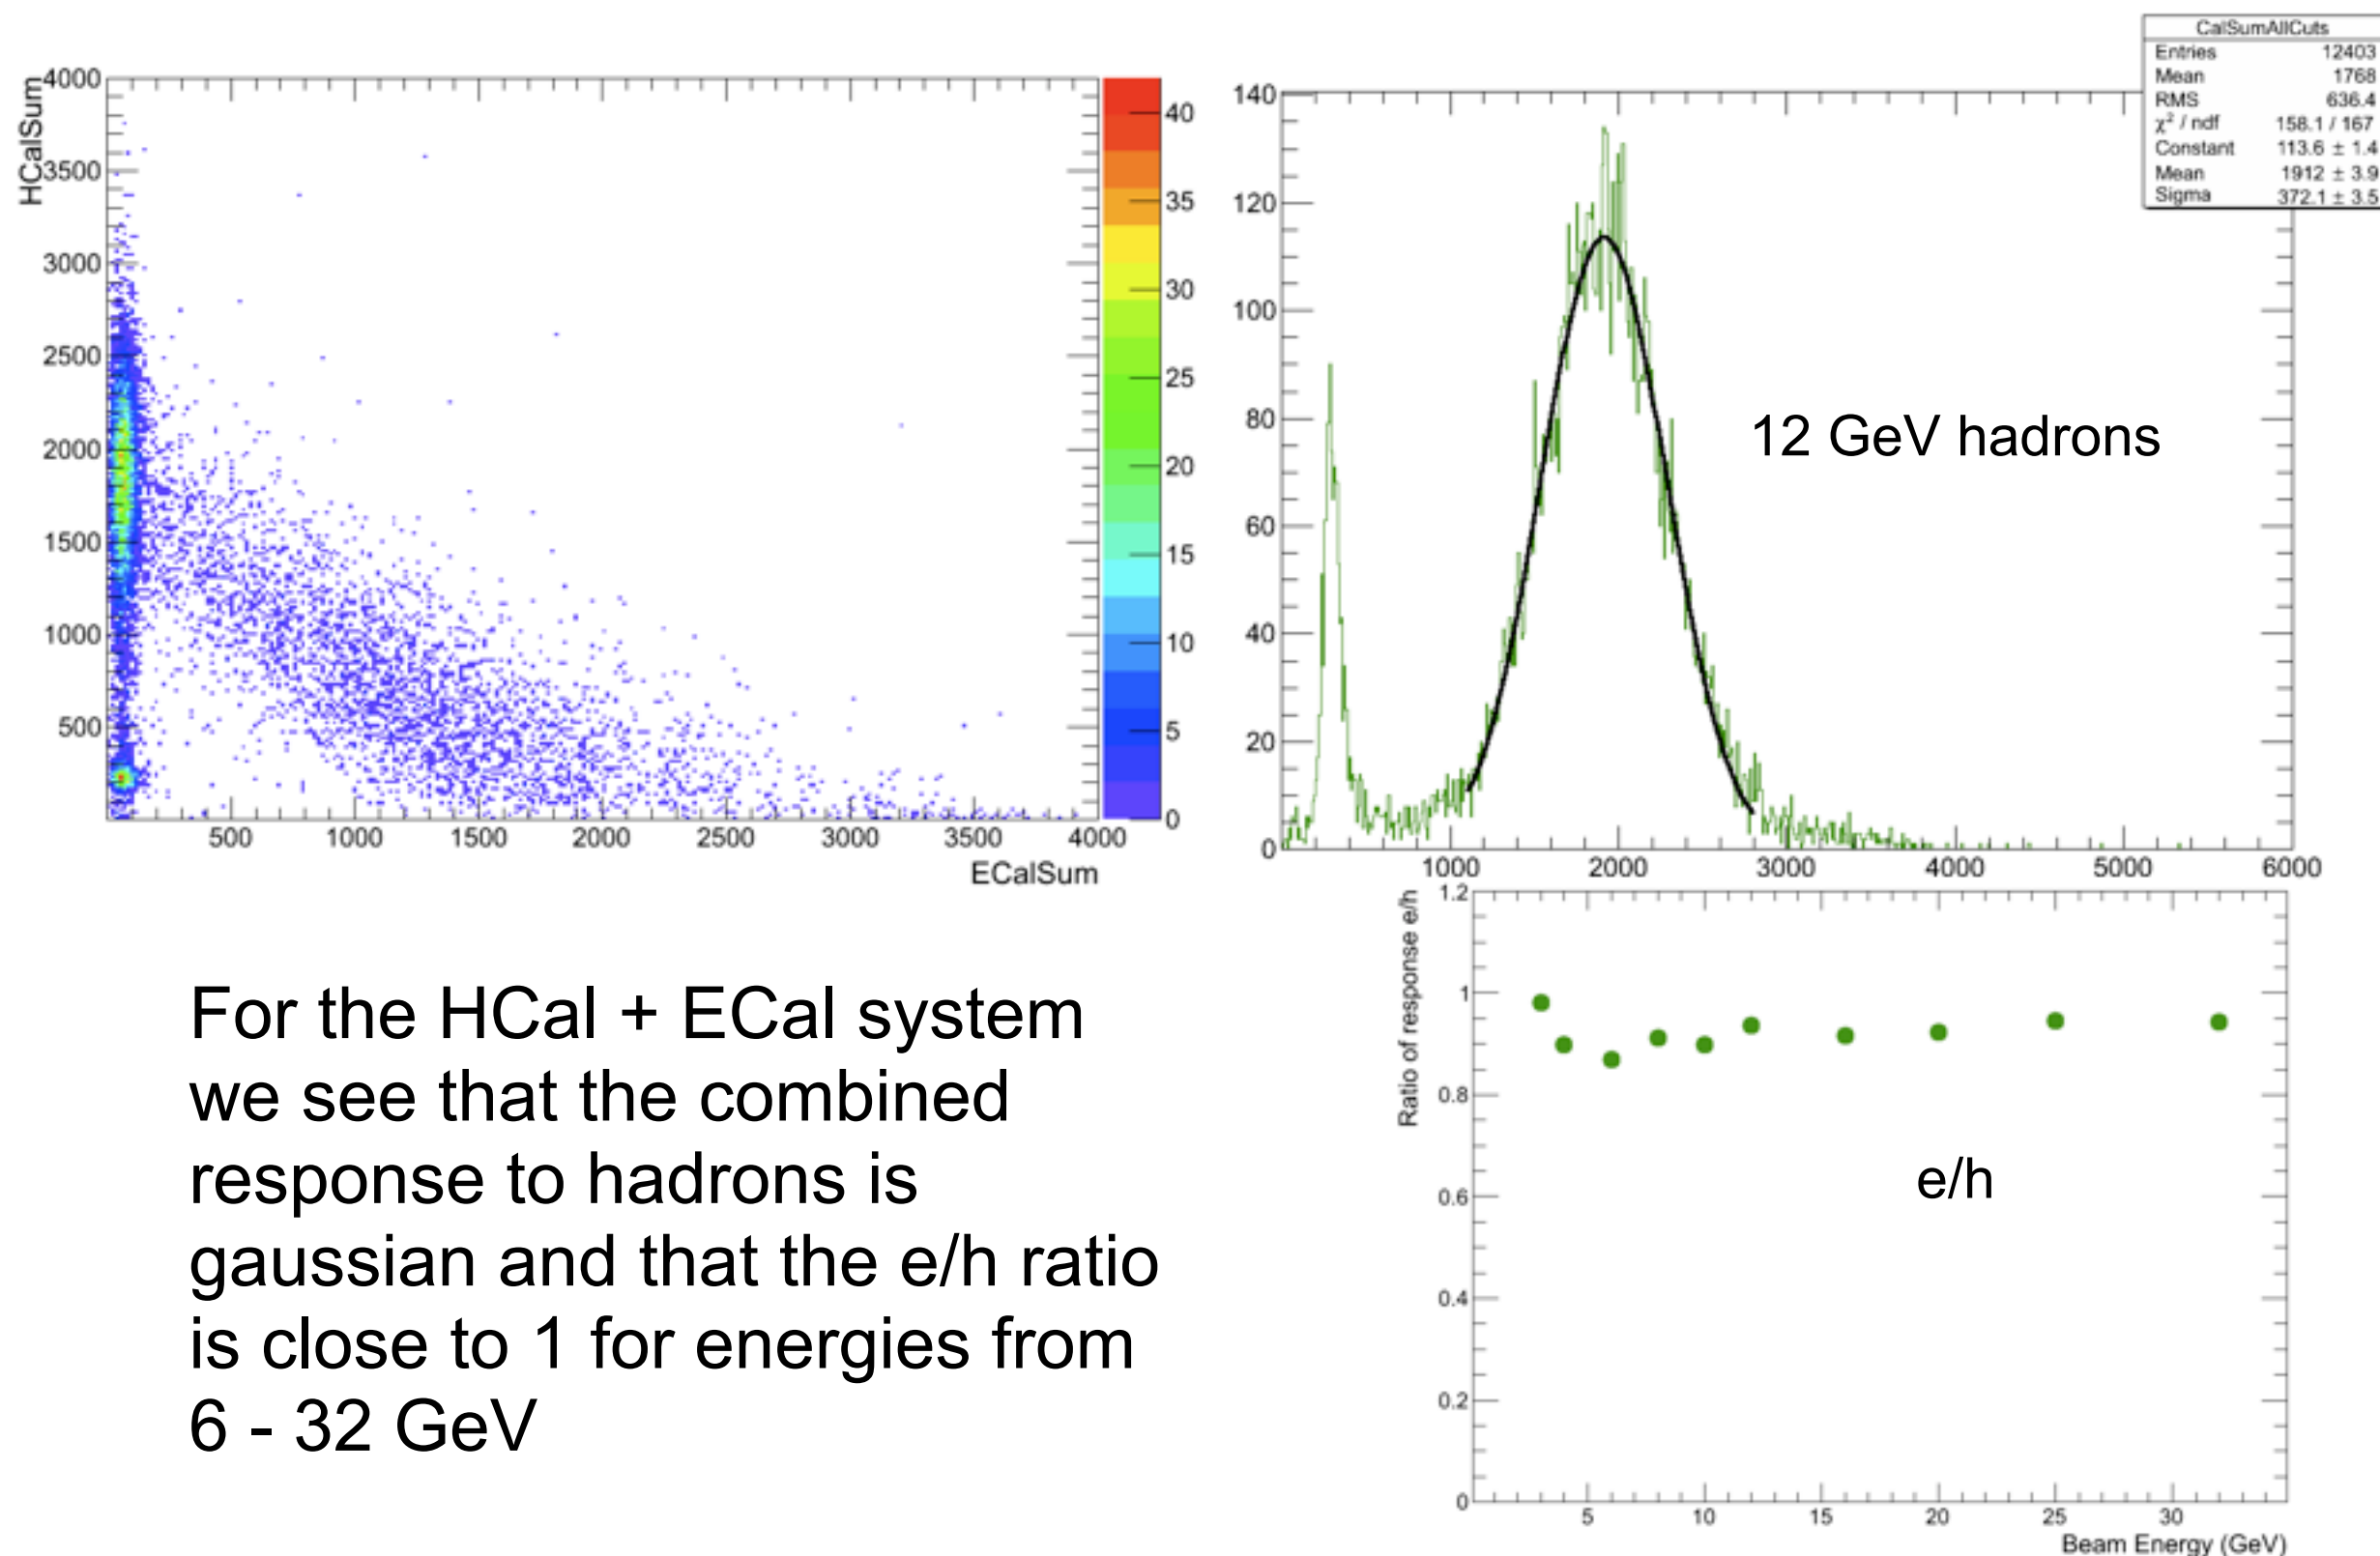 HCalSum
4000
3500
3000
2500
2000
1500
1000
500
500 1000 1500 2000 2500 3000 3500 4000
ECalSum
40
35
30
25
20
15
10
5
0
CalSumAllCuts
Entries 12403
Mean 1768
RMS 636.4
χ² / ndf 158.1 / 167
Constant 113.6 ± 1.4
Mean 1912 ± 3.9
Sigma 372.1 ± 3.5
140
120
100
80
60
40
20
0
1000 2000 3000 4000 5000 6000
12 GeV hadrons
For the HCal + ECal system
we see that the combined
response to hadrons is
gaussian and that the e/h ratio
is close to 1 for energies from
6 - 32 GeV
Ratio of response e/h
1.2
1
0.8
0.6
0.4
0.2
0
e/h
5 10 15 20 25 30
Beam Energy (GeV)